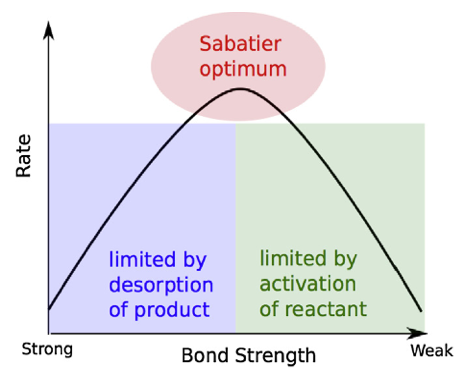 Sabatier
optimum
Rate
limited by
desorption
of product
limited by
activation
of reactant
Strong
Bond Strength
Weak